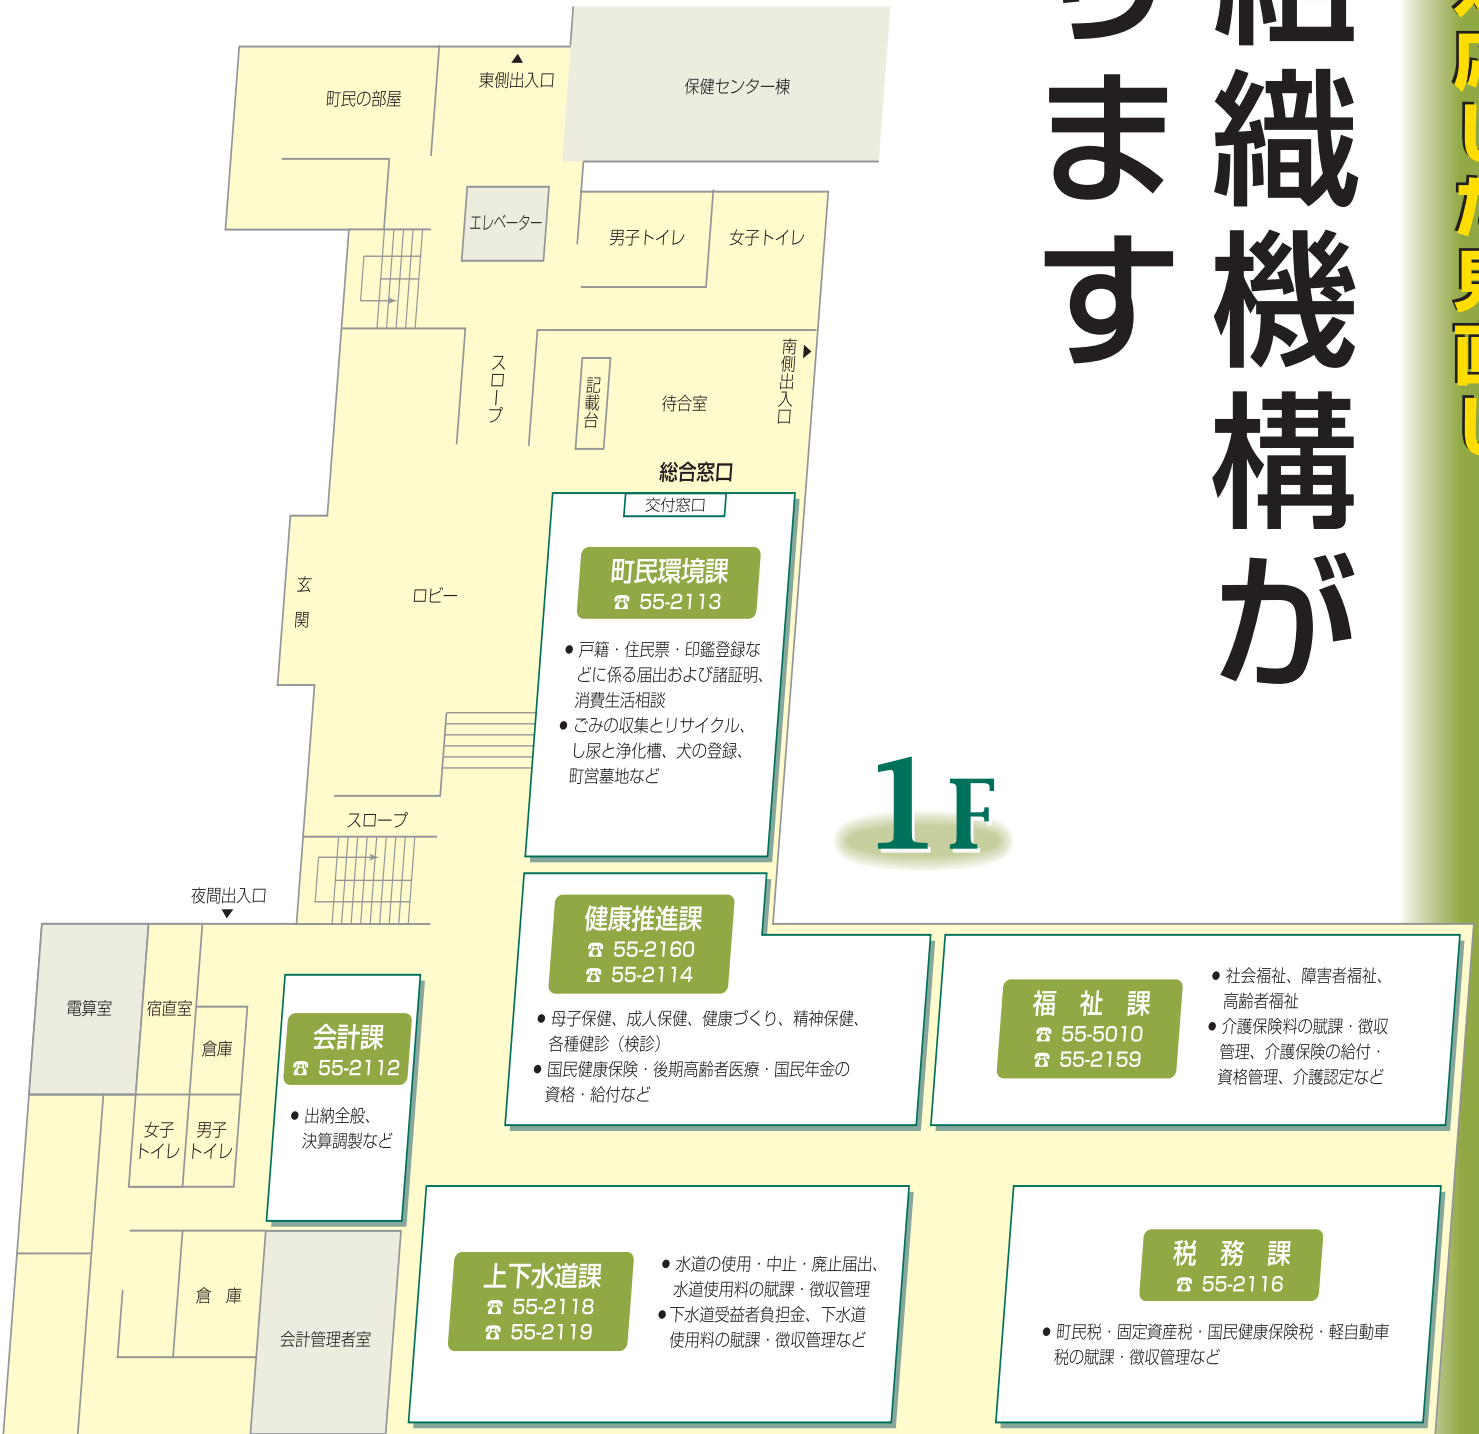 組織機構が
ります
応した見直し
町民の部屋
東側出入口
保健センター棟
エレベーター
男子トイレ
女子トイレ
南側出入口
スロープ
記載台
待合室
総合窓口
交付窓口
町民環境課
☎ 55-2113
● 戸籍・住民票・印鑑登録な
どに係る届出および諸証明、
消費生活相談
● ごみの収集とリサイクル、
し尿と浄化槽、犬の登録、
町営墓地など
玄関
ロビー
1F
スロープ
夜間出入口
健康推進課
☎ 55-2160
☎ 55-2114
● 母子保健、成人保健、健康づくり、精神保健、
各種健診（検診）
● 国民健康保険・後期高齢者医療・国民年金の
資格・給付など
福 祉 課
☎ 55-5010
☎ 55-2159
● 社会福祉、障害者福祉、
高齢者福祉
● 介護保険料の賦課・徴収
管理、介護保険の給付・
資格管理、介護認定など
電算室
宿直室
倉庫
会計課
☎ 55-2112
● 出納全般、
決算調製など
女子
トイレ
男子
トイレ
倉 庫
会計管理者室
上下水道課
☎ 55-2118
☎ 55-2119
● 水道の使用・中止・廃止届出、
水道使用料の賦課・徴収管理
● 下水道受益者負担金、下水道
使用料の賦課・徴収管理など
税 務 課
☎ 55-2116
● 町民税・固定資産税・国民健康保険税・軽自動車
税の賦課・徴収管理など